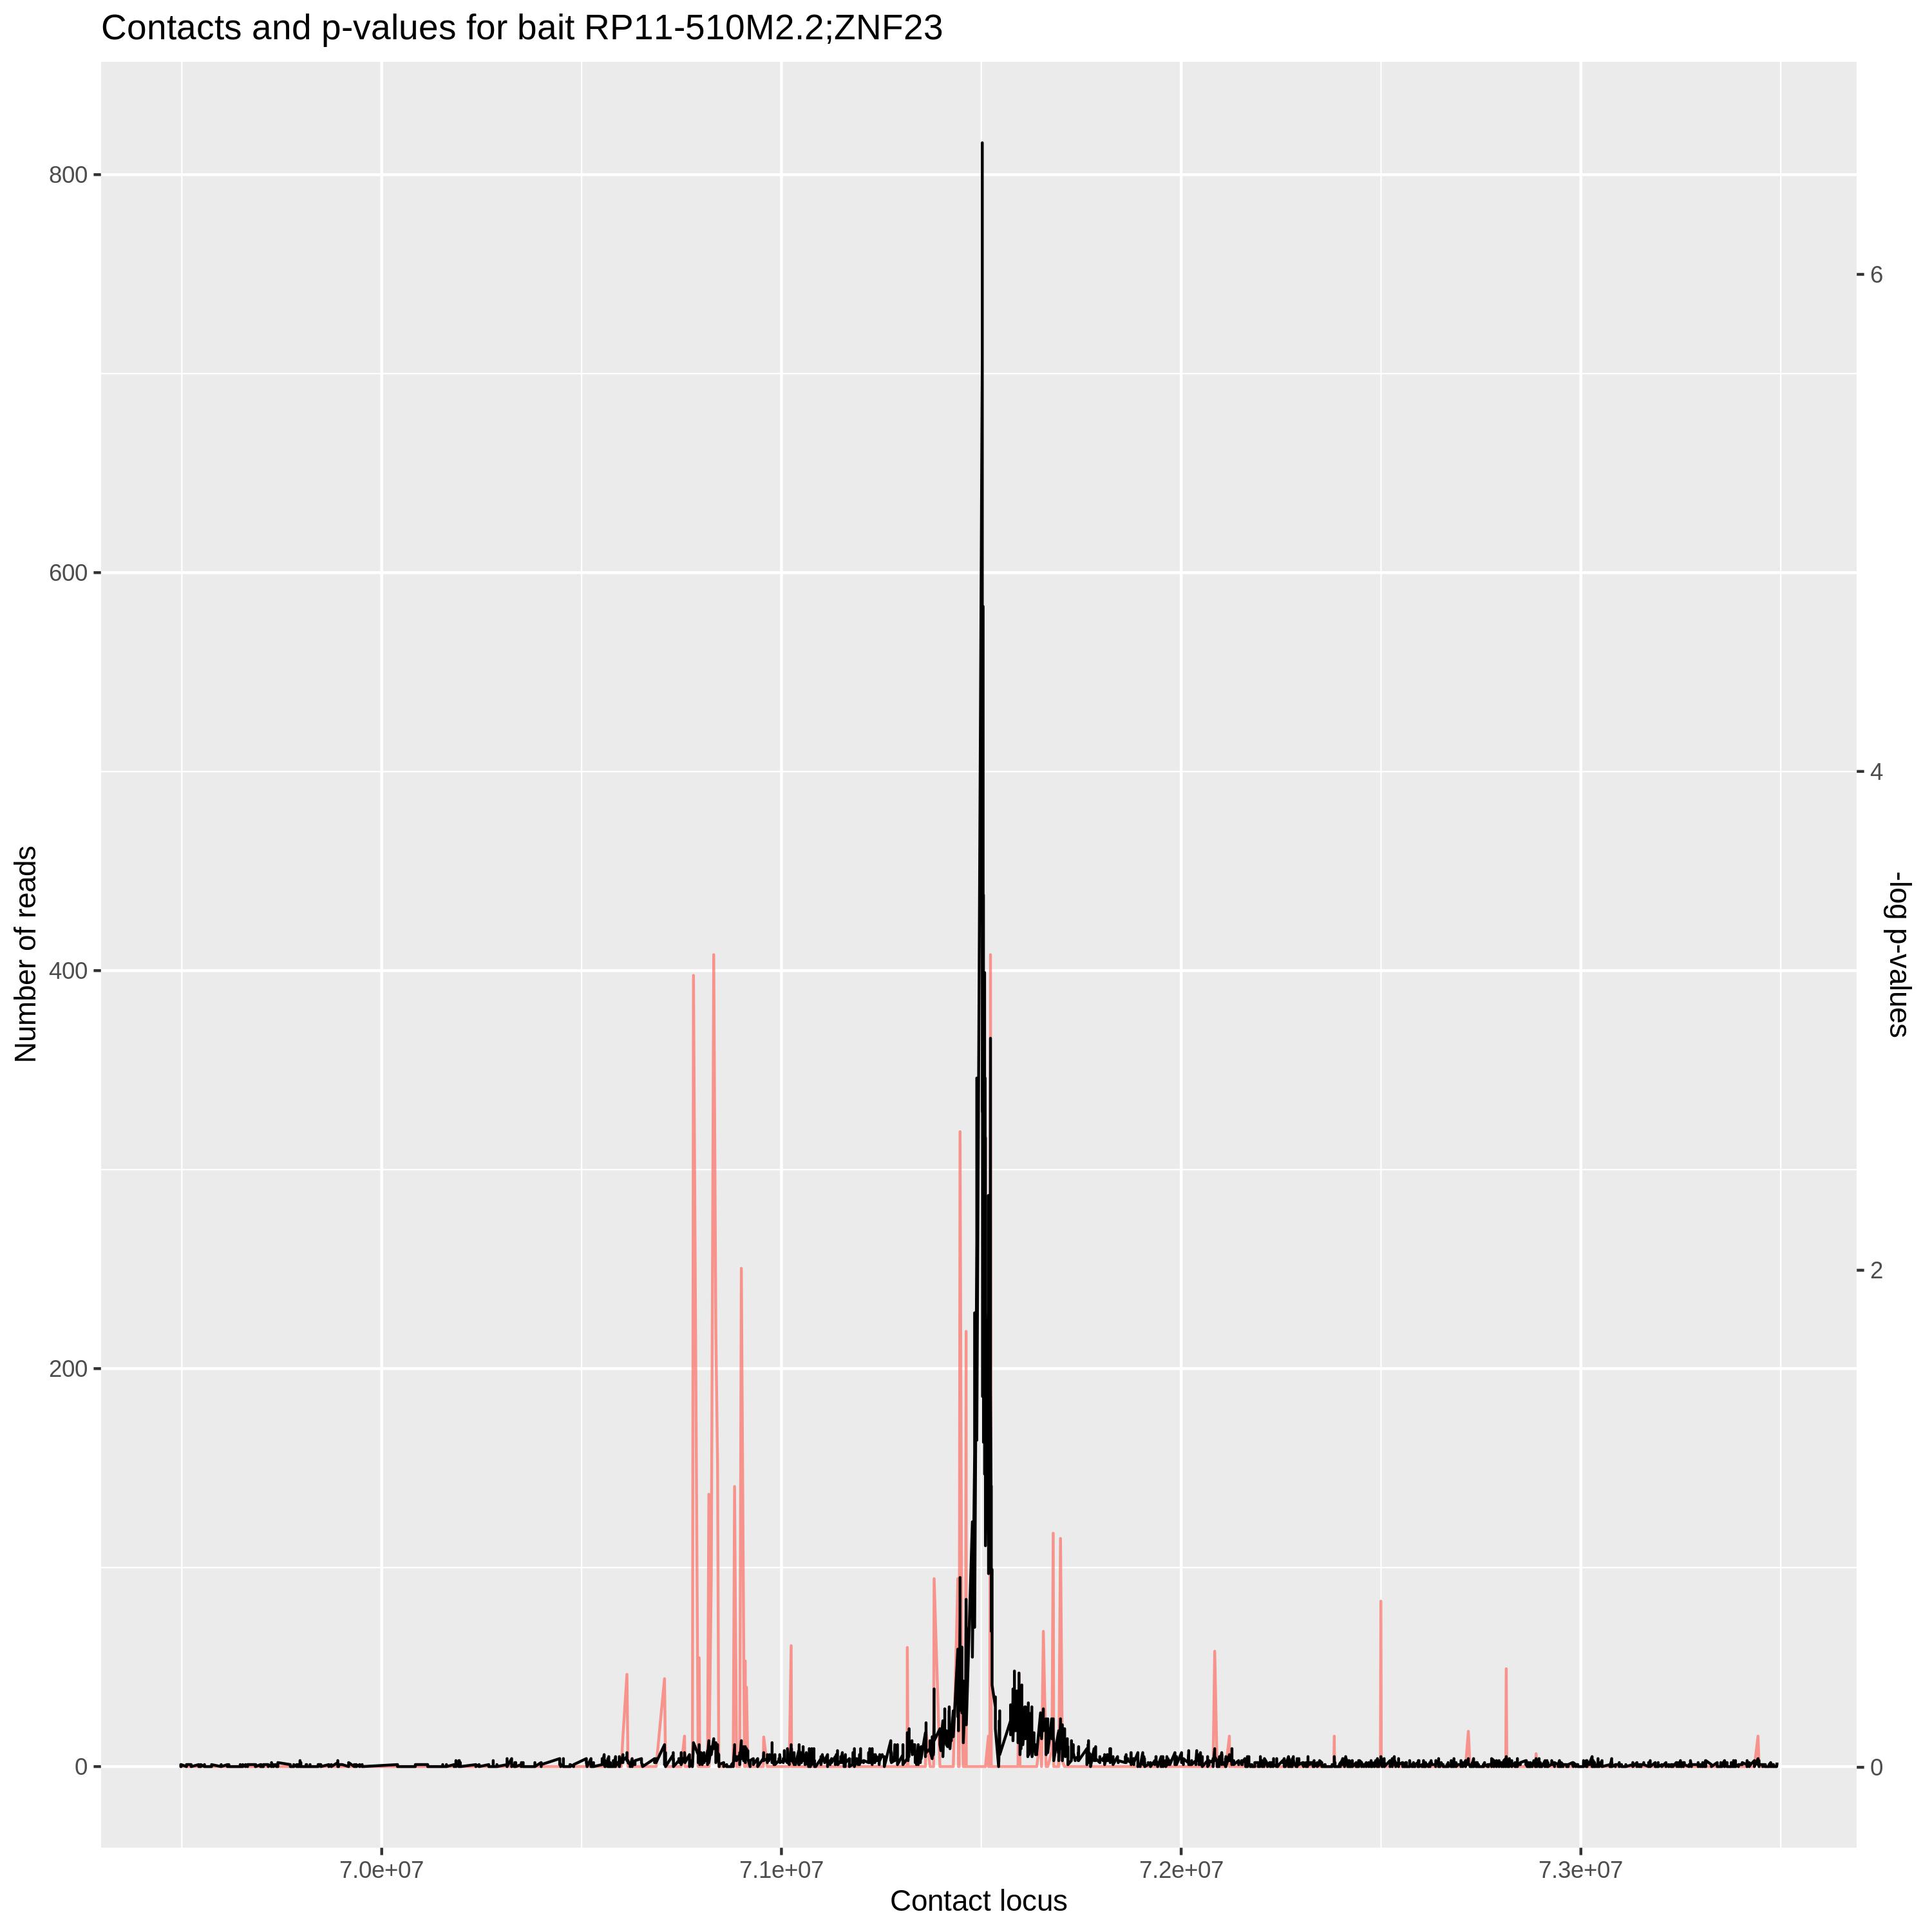 Contacts and p-values for bait RP11-510M2.2;ZNF23
800
600
400
200
0
Number of reads
6
4
2
0
-log p-values
7.0e+07 7.1e+07 7.2e+07 7.3e+07
Contact locus